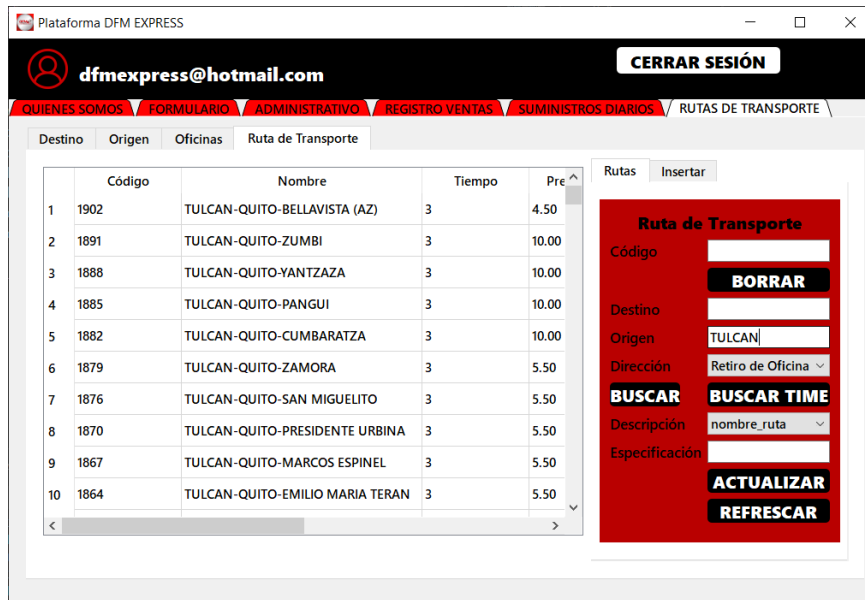 Plataforma DFM EXPRESS
dfmexpress@hotmail.com
CERRAR SESIÓN
QUIENES SOMOS FORMULARIO ADMINISTRATIVO REGISTRO VENTAS SUMINISTROS DIARIOS RUTAS DE TRANSPORTE
Destino Origen Oficinas Ruta de Transporte
Código Nombre Tiempo Pre
1 1902 TULCAN-QUITO-BELLAVISTA (AZ) 3 4.50
2 1891 TULCAN-QUITO-ZUMBI 3 10.00
3 1888 TULCAN-QUITO-YANTZAZA 3 10.00
4 1885 TULCAN-QUITO-PANGUI 3 10.00
5 1882 TULCAN-QUITO-CUMBARATZA 3 10.00
6 1879 TULCAN-QUITO-ZAMORA 3 5.50
7 1876 TULCAN-QUITO-SAN MIGUELITO 3 5.50
8 1870 TULCAN-QUITO-PRESIDENTE URBINA 3 5.50
9 1867 TULCAN-QUITO-MARCOS ESPINEL 3 5.50
10 1864 TULCAN-QUITO-EMILIO MARIA TERAN 3 5.50
Rutas Insertar
Ruta de Transporte
Código
BORRAR
Destino
Origen TULCAN
Dirección Retiro de Oficina
BUSCAR BUSCAR TIME
Descripción nombre_ruta
Especificación
ACTUALIZAR
REFRESCAR